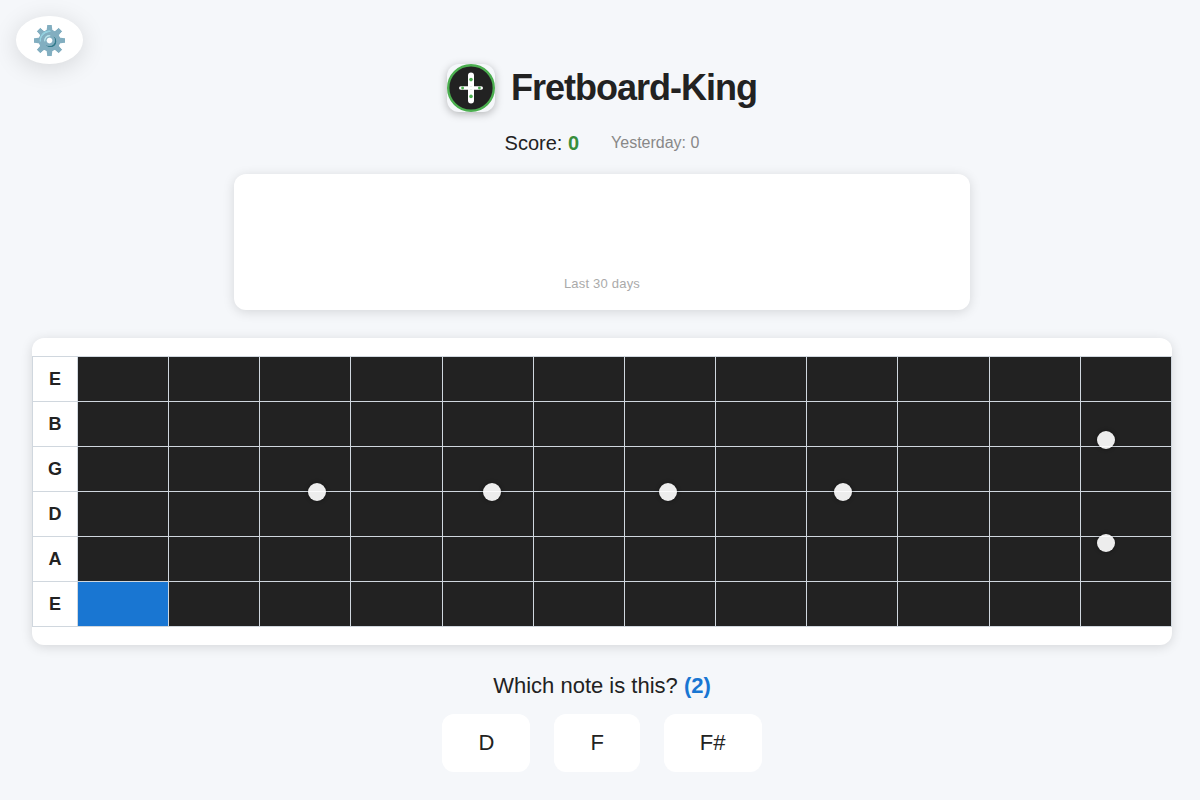 Fretboard-King
Score: 0 Yesterday: 0
Last 30 days
E
B
G
D
A
E
Which note is this? (2)
D F F#